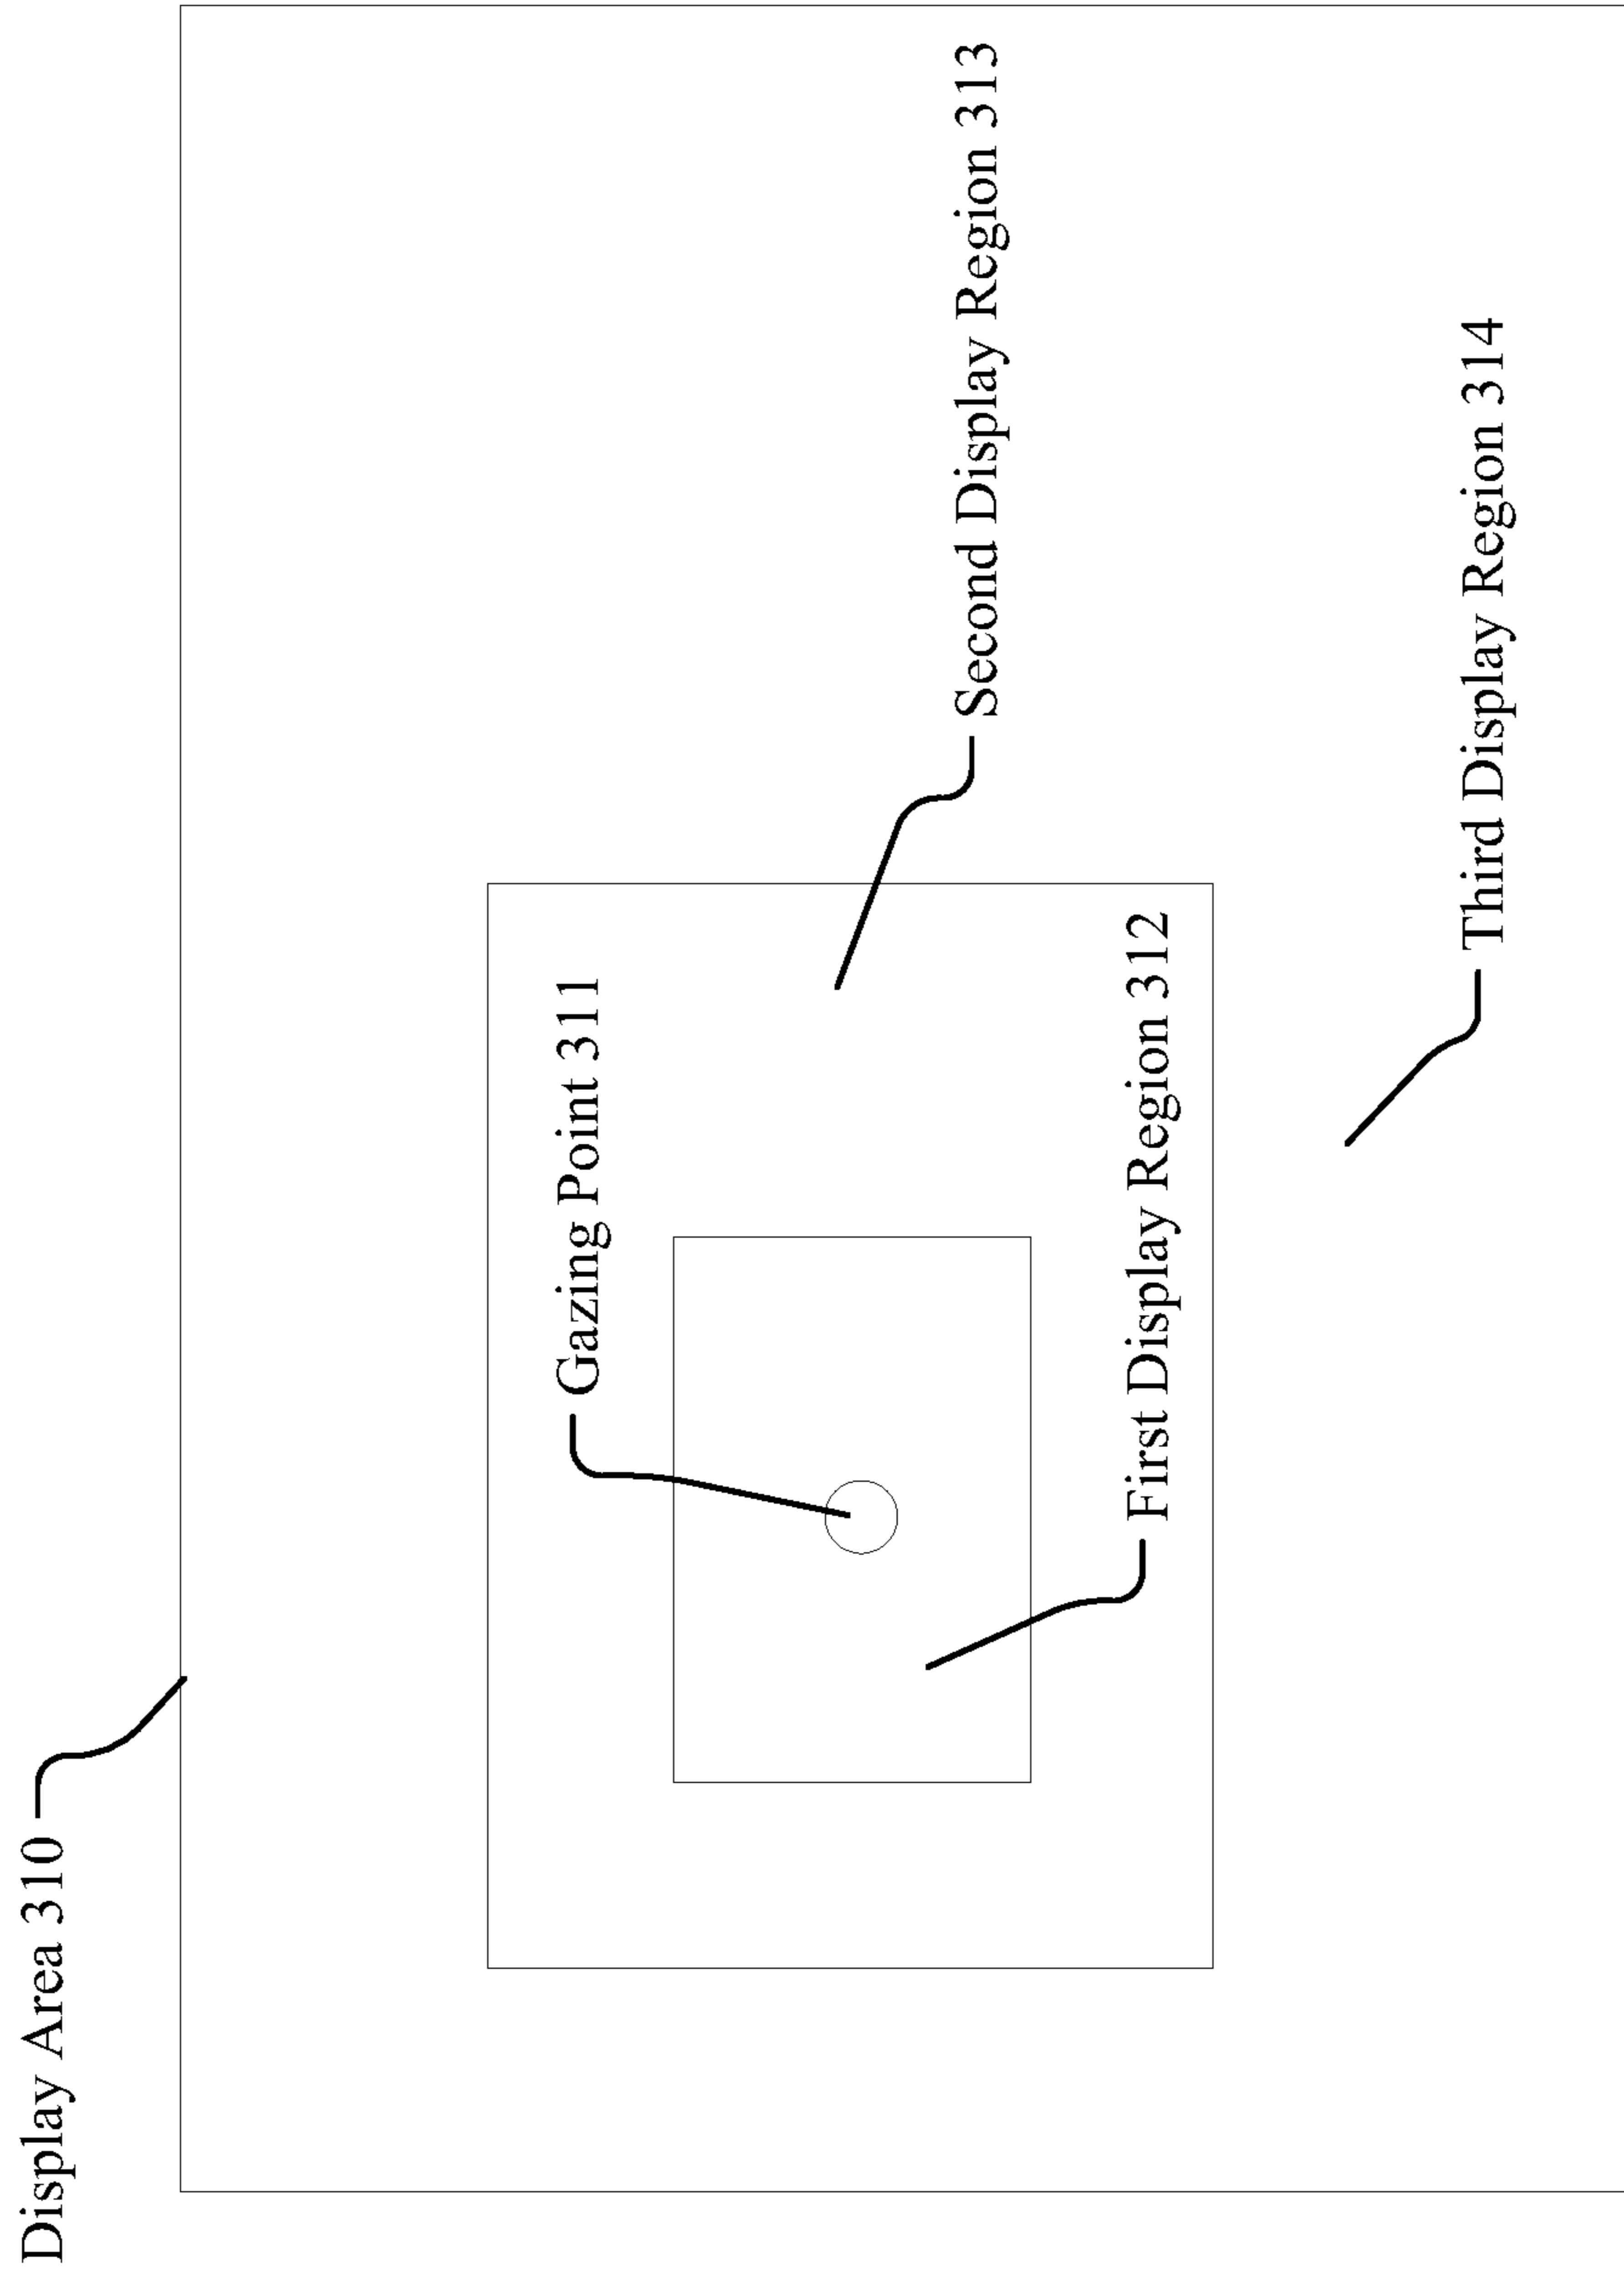 Display Area 310
Gazing Point 311
Second Display Region 313
First Display Region 312
Third Display Region 314